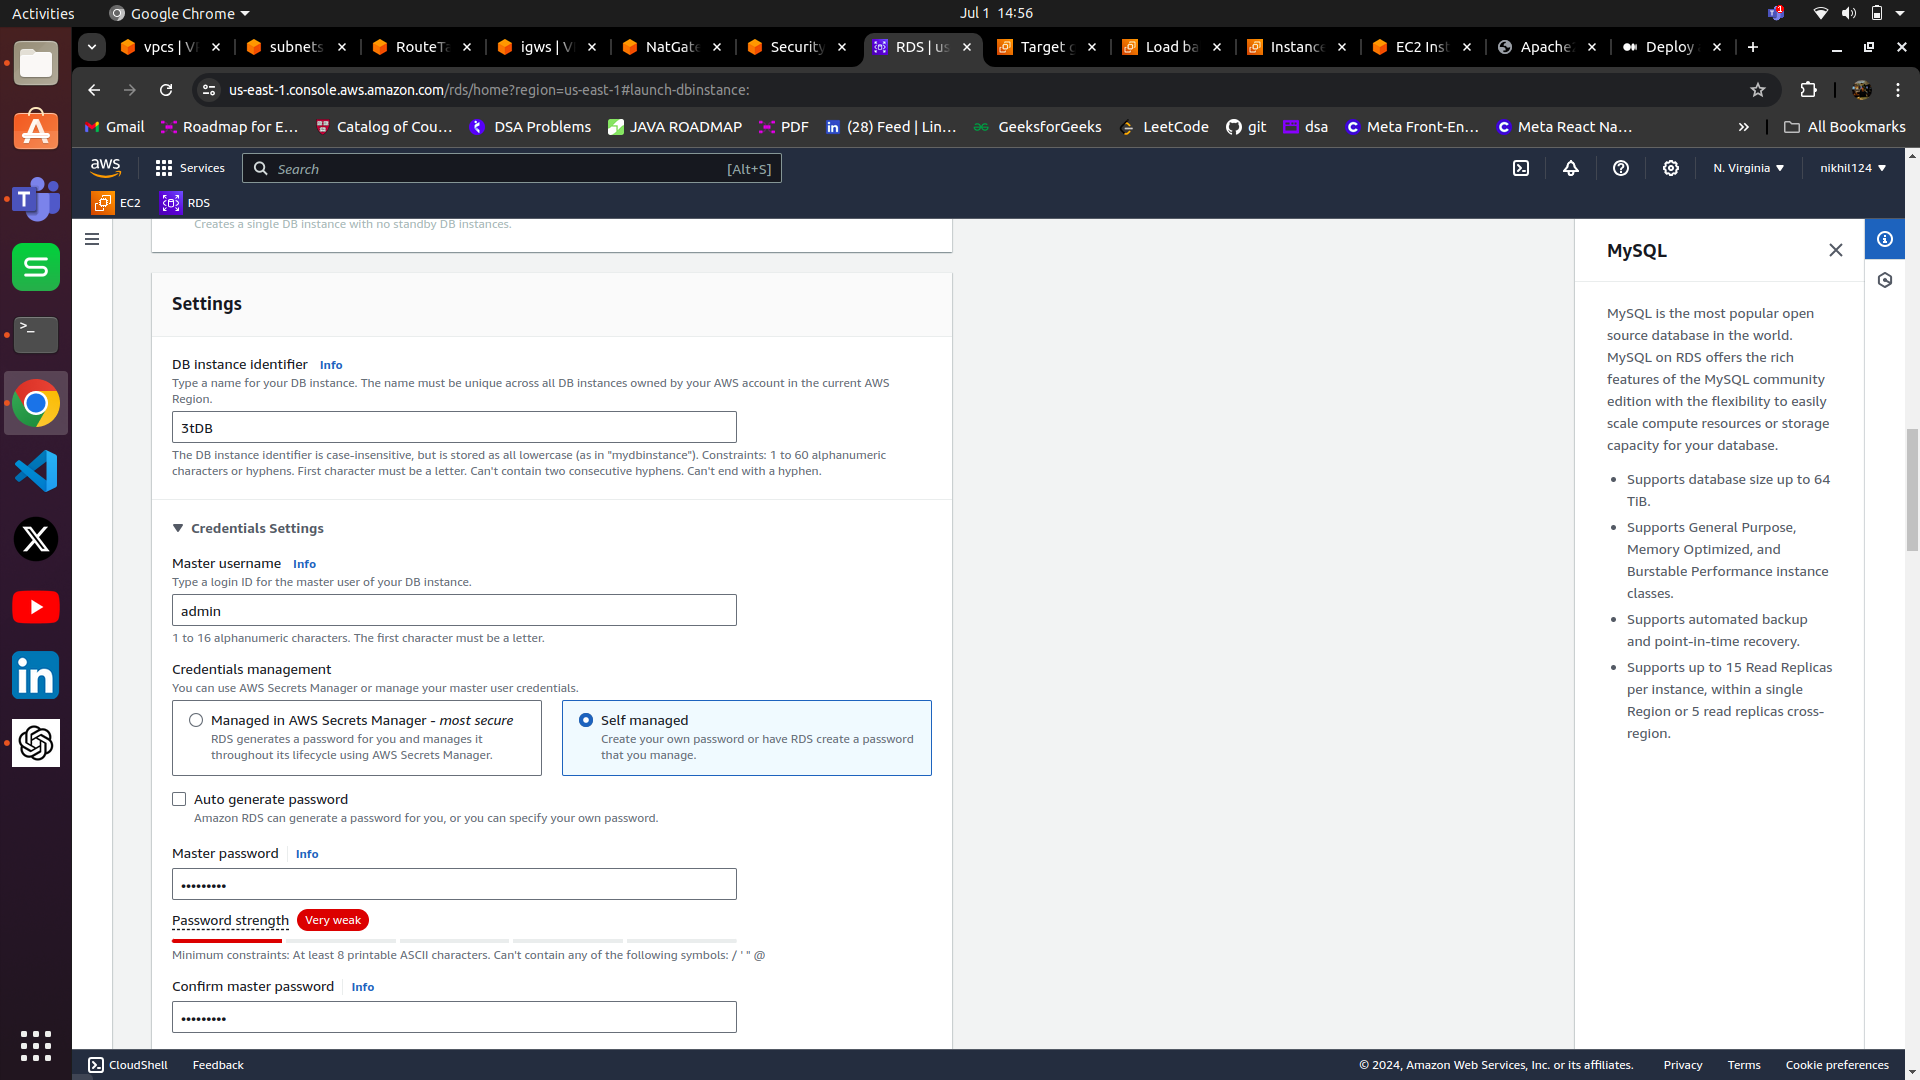 Activities
Google Chrome
Jul 1 14:56
1
vpcs | VP
subnets
RouteTa
igws | VP
NatGate
Security
RDS | us
Target g
Load ba
Instance
EC2 Inst
Apache2
Deploy
us-east-1.console.aws.amazon.com/rds/home?region=us-east-1#launch-dbinstance:
Gmail
Roadmap for E...
Catalog of Cou...
DSA Problems
JAVA ROADMAP
PDF
(28) Feed | Lin...
GeeksforGeeks
LeetCode
git
dsa
Meta Front-En...
Meta React Na...
»
All Bookmarks
aws
Services
Search
[Alt+S]
N. Virginia
nikhil124
EC2
RDS
Creates a single DB instance with no standby DB instances.
Settings
DB instance identifier Info
Type a name for your DB instance. The name must be unique across all DB instances owned by your AWS account in the current AWS
Region.
3tDB
The DB instance identifier is case-insensitive, but is stored as all lowercase (as in "mydbinstance"). Constraints: 1 to 60 alphanumeric
characters or hyphens. First character must be a letter. Can't contain two consecutive hyphens. Can't end with a hyphen.
Credentials Settings
Master username Info
Type a login ID for the master user of your DB instance.
admin
1 to 16 alphanumeric characters. The first character must be a letter.
Credentials management
You can use AWS Secrets Manager or manage your master user credentials.
Managed in AWS Secrets Manager - most secure
RDS generates a password for you and manages it
throughout its lifecycle using AWS Secrets Manager.
Self managed
Create your own password or have RDS create a password
that you manage.
Auto generate password
Amazon RDS can generate a password for you, or you can specify your own password.
Master password Info
•••••••••
Password strength Very weak
Minimum constraints: At least 8 printable ASCII characters. Can't contain any of the following symbols: / ' " @
Confirm master password Info
•••••••••
MySQL
MySQL is the most popular open
source database in the world.
MySQL on RDS offers the rich
features of the MySQL community
edition with the flexibility to easily
scale compute resources or storage
capacity for your database.
• Supports database size up to 64
TiB.
• Supports General Purpose,
Memory Optimized, and
Burstable Performance instance
classes.
• Supports automated backup
and point-in-time recovery.
• Supports up to 15 Read Replicas
per instance, within a single
Region or 5 read replicas cross-
region.
CloudShell
Feedback
© 2024, Amazon Web Services, Inc. or its affiliates.
Privacy
Terms
Cookie preferences